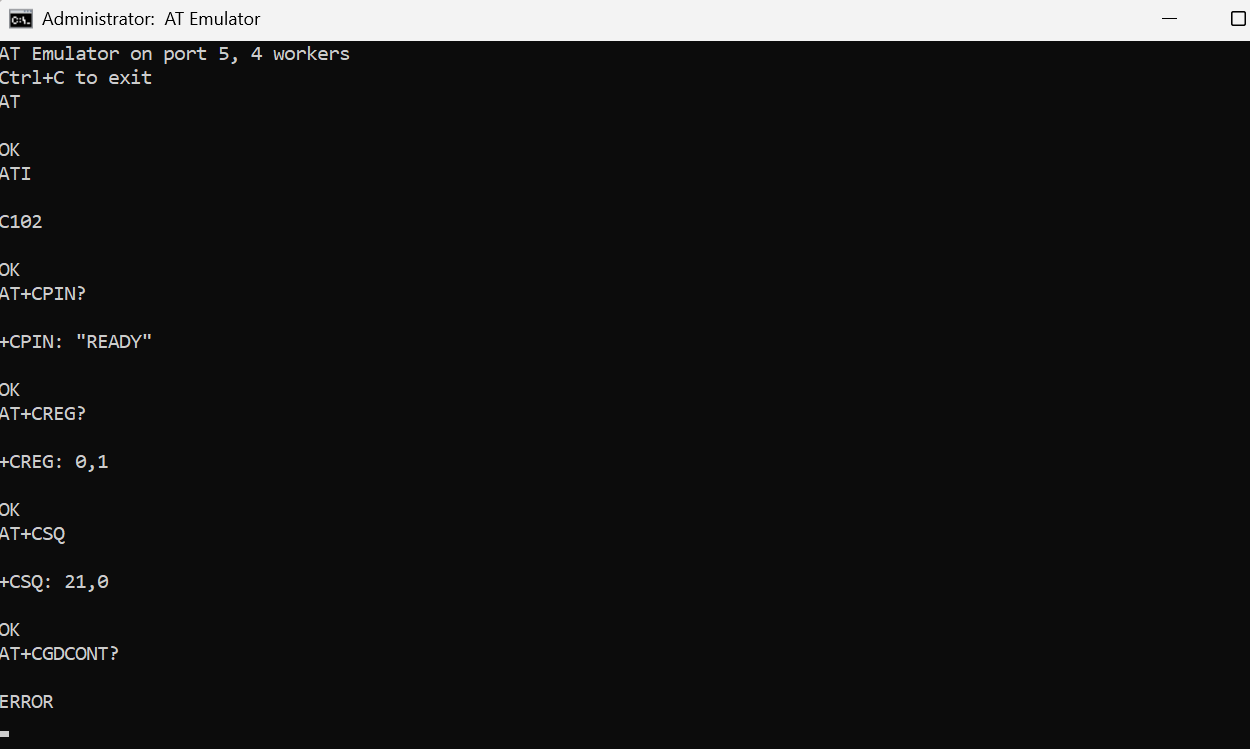 Administrator:  AT Emulator
AT Emulator on port 5, 4 workers
Ctrl+C to exit
AT
OK
ATI
C102
OK
AT+CPIN?
+CPIN: "READY"
OK
AT+CREG?
+CREG: 0,1
OK
AT+CSQ
+CSQ: 21,0
OK
AT+CGDCONT?
ERROR